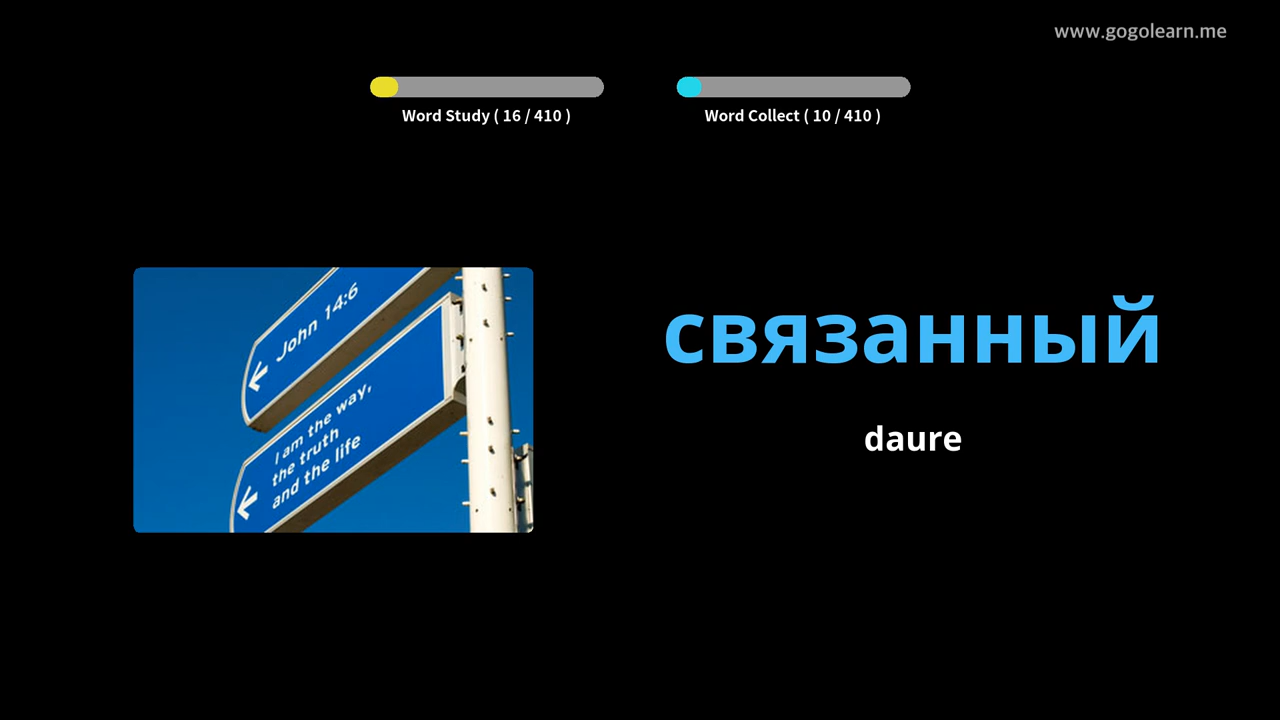 www.gogolearn.me
Word Study ( 16 / 410 )
Word Collect ( 10 / 410 )
John 14:6
I am the way,
the truth
and the life
связанный
daure